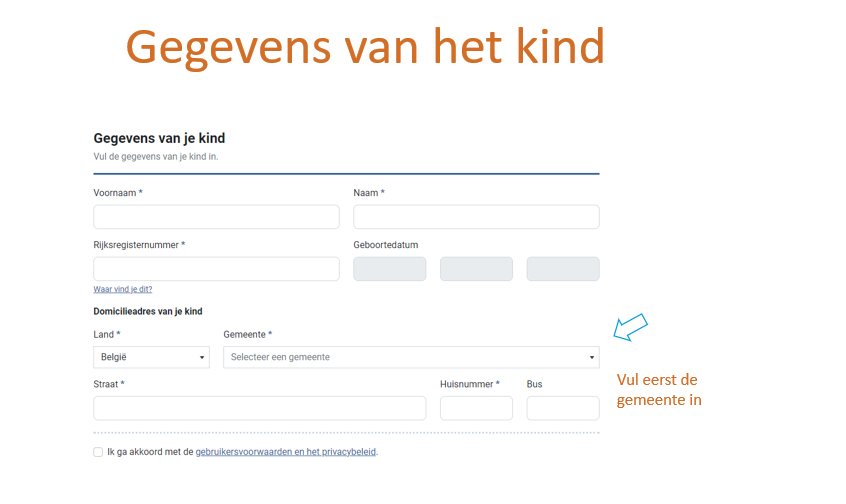 Gegevens van het kind
Gegevens van je kind
Vul de gegevens van je kind in.
Voornaam *
Naam *
Rijksregisternummer *
Geboortedatum
Waar vind je dit?
Domicilieadres van je kind
Land *
Gemeente *
België
Selecteer een gemeente
Straat *
Huisnummer *
Bus
Vul eerst de
gemeente in
Ik ga akkoord met de gebruikersvoorwaarden en het privacybeleid.